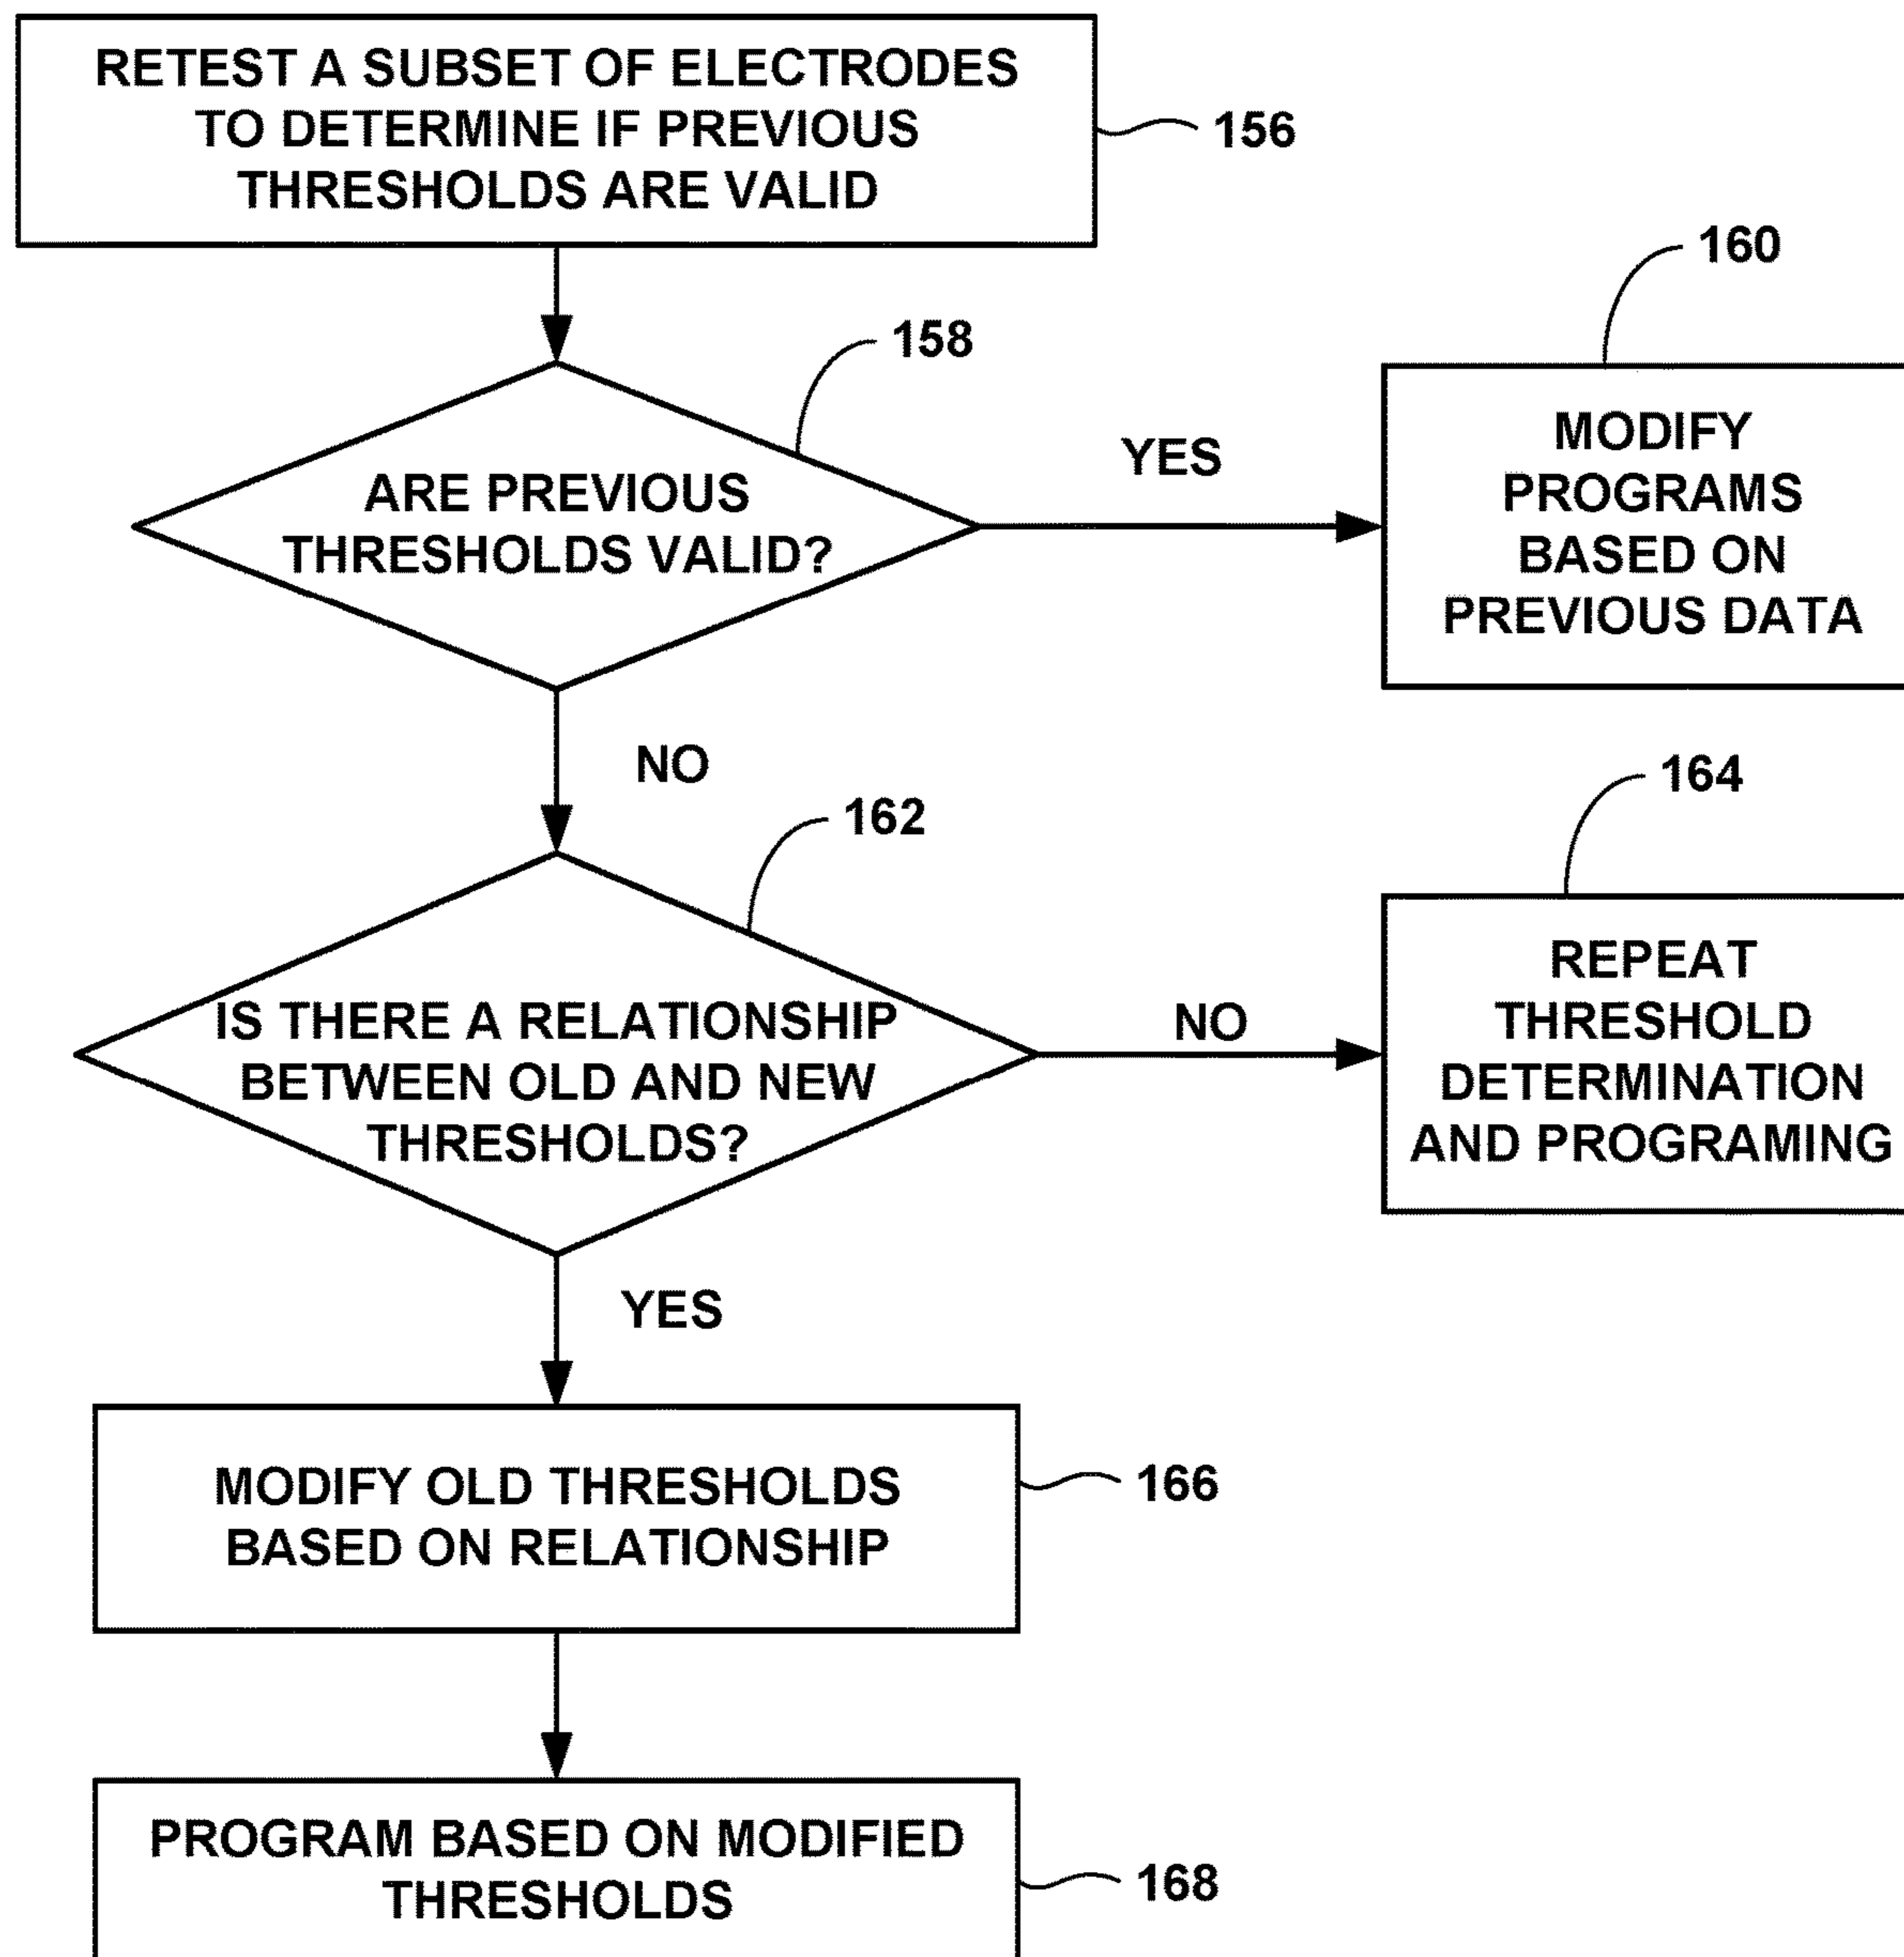 RETEST A SUBSET OF ELECTRODES
TO DETERMINE IF PREVIOUS
THRESHOLDS ARE VALID
156
158
ARE PREVIOUS
THRESHOLDS VALID?
YES
160
MODIFY
PROGRAMS
BASED ON
PREVIOUS DATA
NO
162
IS THERE A RELATIONSHIP
BETWEEN OLD AND NEW
THRESHOLDS?
NO
164
REPEAT
THRESHOLD
DETERMINATION
AND PROGRAMING
YES
MODIFY OLD THRESHOLDS
BASED ON RELATIONSHIP
166
PROGRAM BASED ON MODIFIED
THRESHOLDS
168